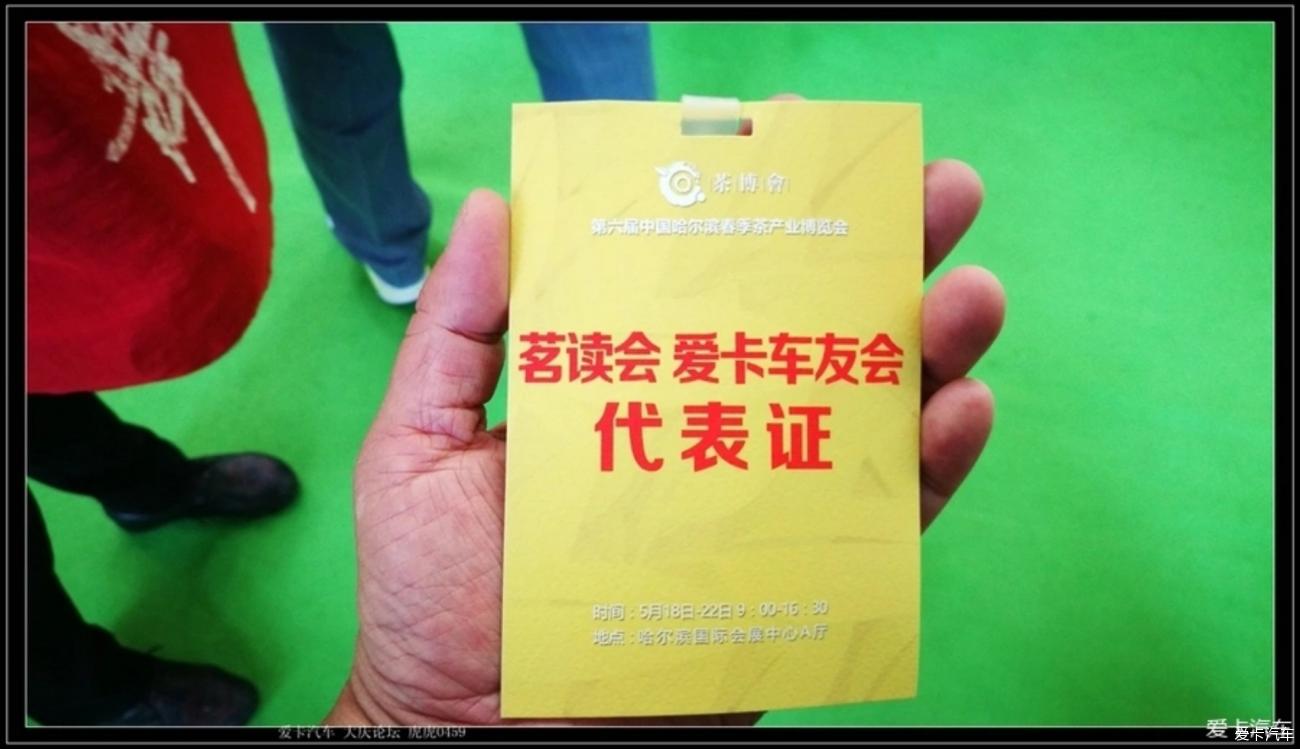 茶博會
第六届中国哈尔滨春季茶产业博览会
茗读会 爱卡车友会
代表证
时间：5月18日-22日 9：00-16：30
地点：哈尔滨国际会展中心A厅
爱卡汽车 大庆论坛 虎虎0459
爱卡汽车
爱卡汽车